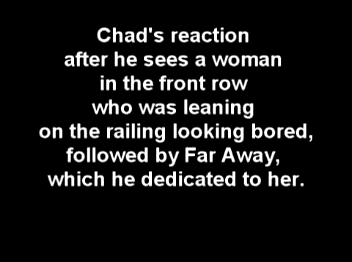 Chad's reaction
after he sees a woman
in the front row
who was leaning
on the railing looking bored,
followed by Far Away,
which he dedicated to her.